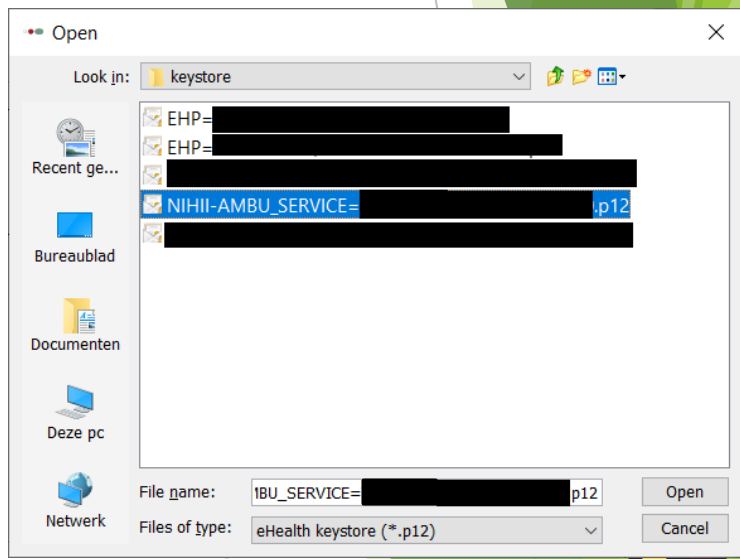 Open
Look in:
keystore
EHP=
EHP=
NIHII-AMBU_SERVICE= .p12
Recent ge...
Bureaublad
Documenten
Deze pc
Netwerk
File name:
BU_SERVICE= p12
Open
Files of type:
eHealth keystore (*.p12)
Cancel